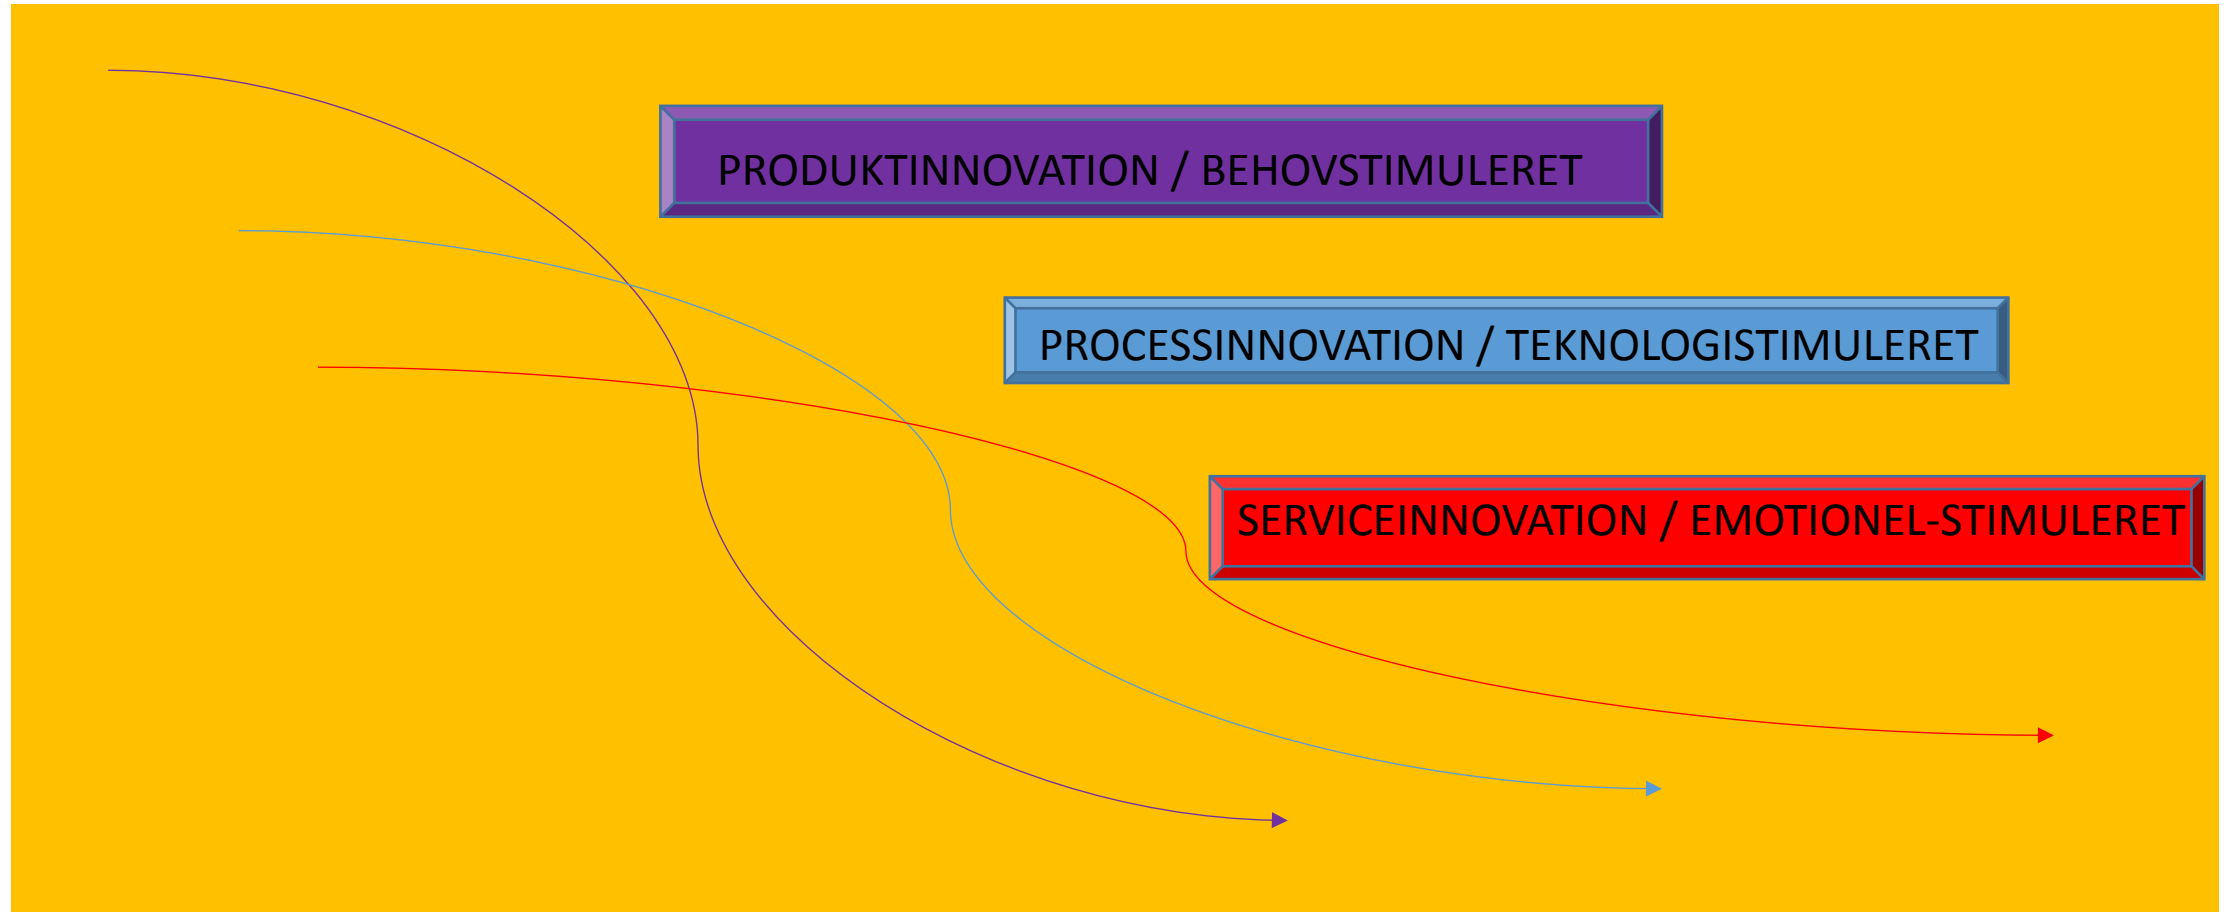 PRODUKTINNOVATION / BEHOVSTIMULERET
PROCESSINNOVATION / TEKNOLOGISTIMULERET
SERVICEINNOVATION / EMOTIONEL-STIMULERET